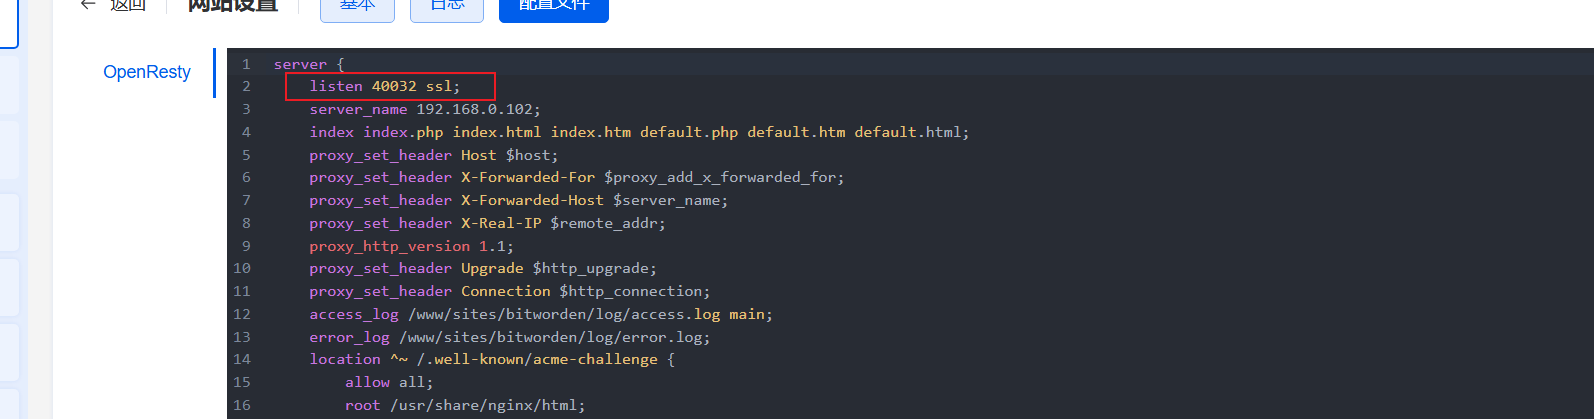 返回 网站设置 基本 日志 配置文件
OpenResty
1 server {
2 listen 40032 ssl;
3 server_name 192.168.0.102;
4 index index.php index.html index.htm default.php default.htm default.html;
5 proxy_set_header Host $host;
6 proxy_set_header X-Forwarded-For $proxy_add_x_forwarded_for;
7 proxy_set_header X-Forwarded-Host $server_name;
8 proxy_set_header X-Real-IP $remote_addr;
9 proxy_http_version 1.1;
10 proxy_set_header Upgrade $http_upgrade;
11 proxy_set_header Connection $http_connection;
12 access_log /www/sites/bitworden/log/access.log main;
13 error_log /www/sites/bitworden/log/error.log;
14 location ^~ /.well-known/acme-challenge {
15 allow all;
16 root /usr/share/nginx/html;